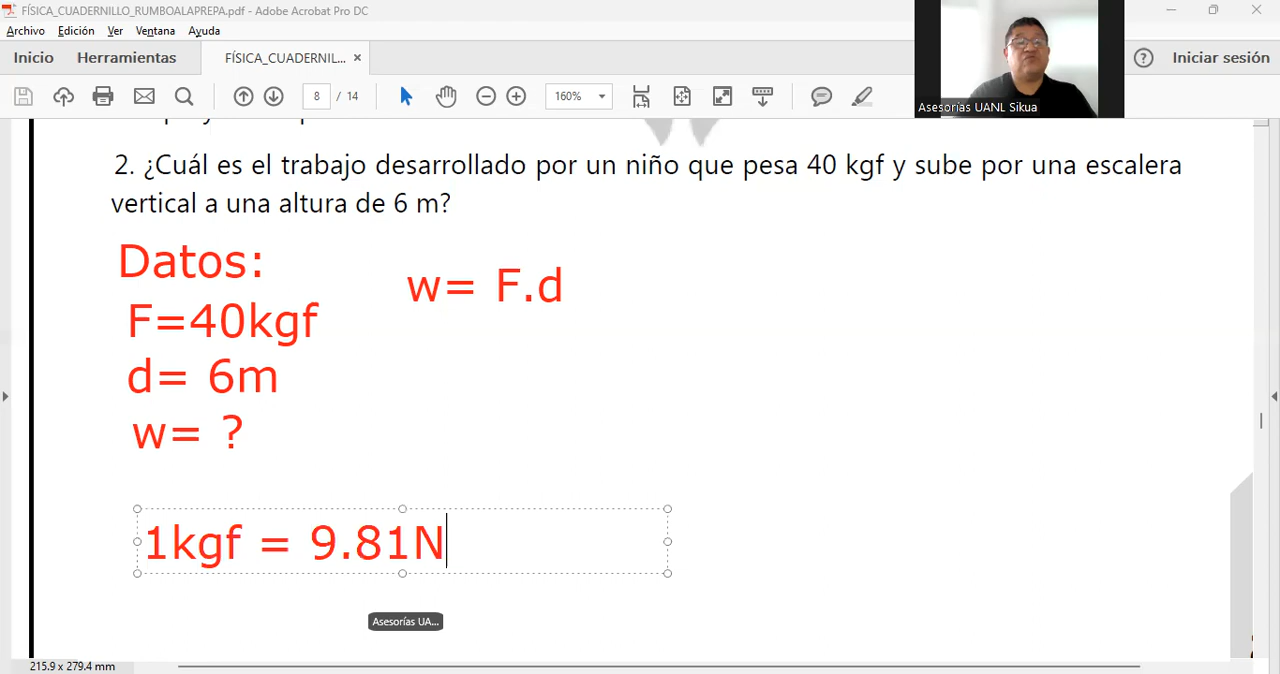 FÍSICA_CUADERNILLO_RUMBOALAPREPA.pdf - Adobe Acrobat Pro DC
Archivo Edición Ver Ventana Ayuda
Inicio Herramientas FÍSICA_CUADERNIL... × Iniciar sesión
8 / 14 160%
Asesorías UANL Sikua
2. ¿Cuál es el trabajo desarrollado por un niño que pesa 40 kgf y sube por una escalera
vertical a una altura de 6 m?
Datos:
w= F.d
F=40kgf
d= 6m
w= ?
1kgf = 9.81N
Asesorías UA...
215.9 x 279.4 mm